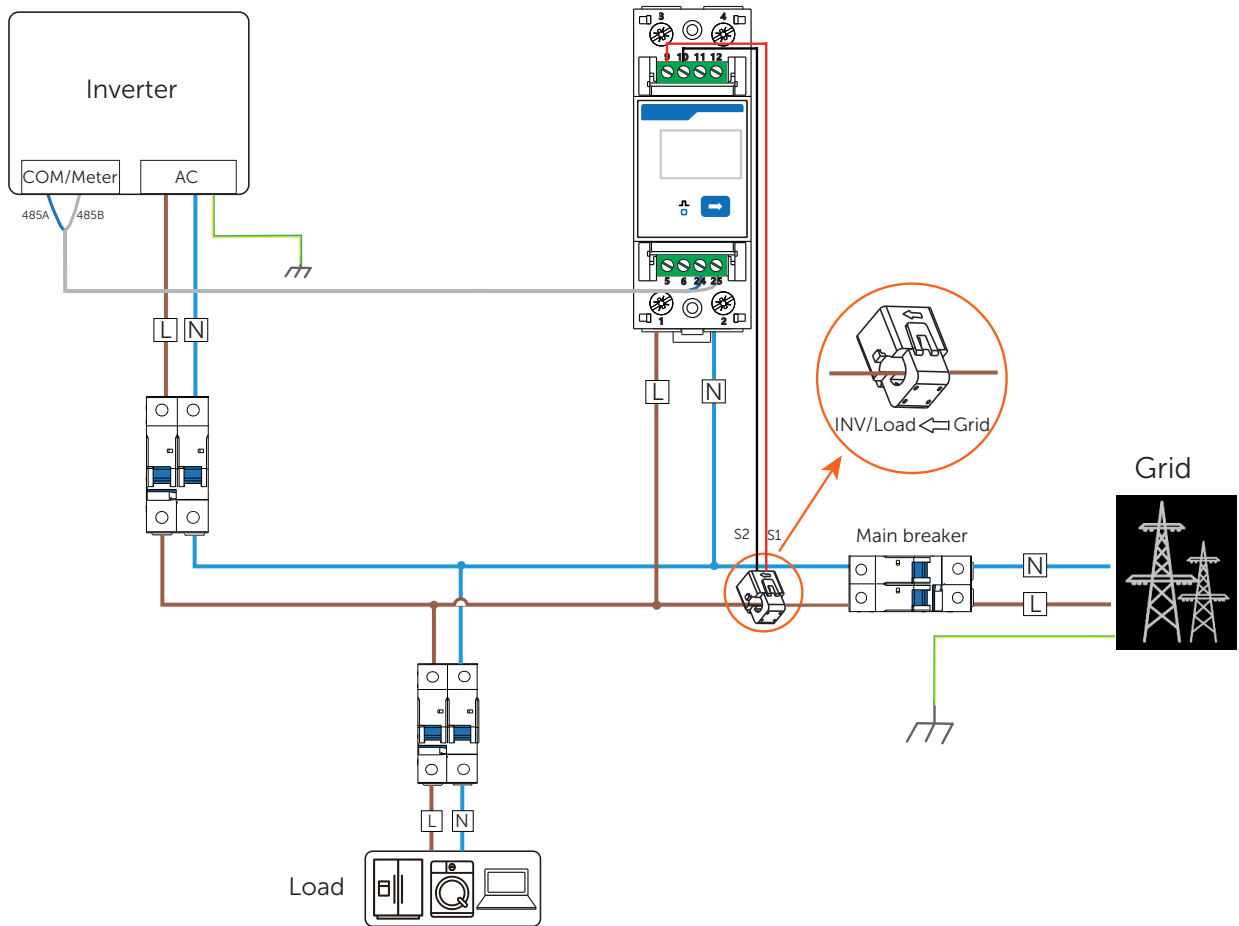 3 4
9 10 11 12
Inverter
COM/Meter AC
485A 485B
5 6 24 25
1 2
L N
L N
INV/Load Grid
Grid
S2 S1
Main breaker
N
L
L N
Load